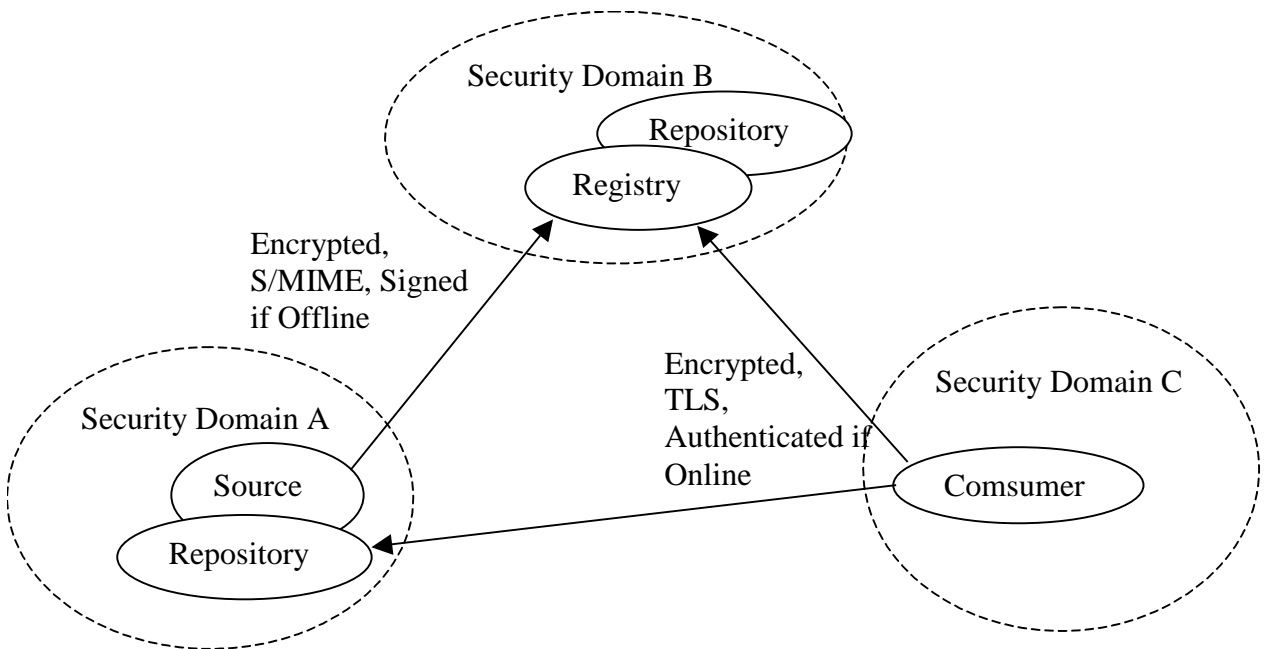 Security Domain B
Repository
Registry
Encrypted,
S/MIME, Signed
if Offline
Encrypted,
TLS,
Authenticated if
Online
Security Domain C
Comsumer
Security Domain A
Source
Repository